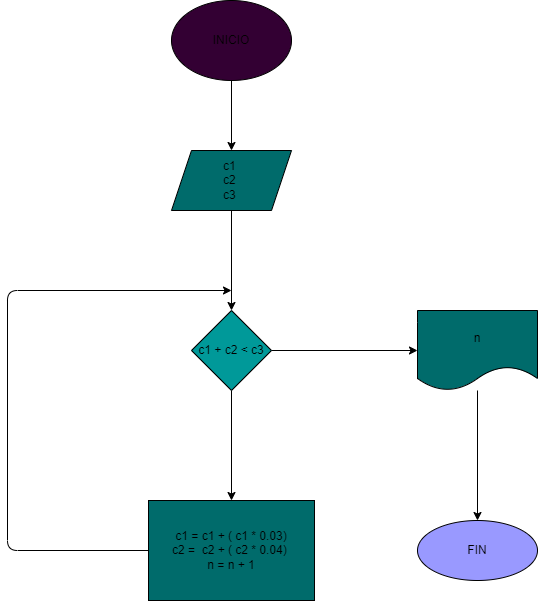 INICIO
c1
c2
c3
c1 + c2 < c3
n
c1 = c1 + ( c1 * 0.03)
c2 =  c2 + ( c2 * 0.04)
n = n + 1
FIN